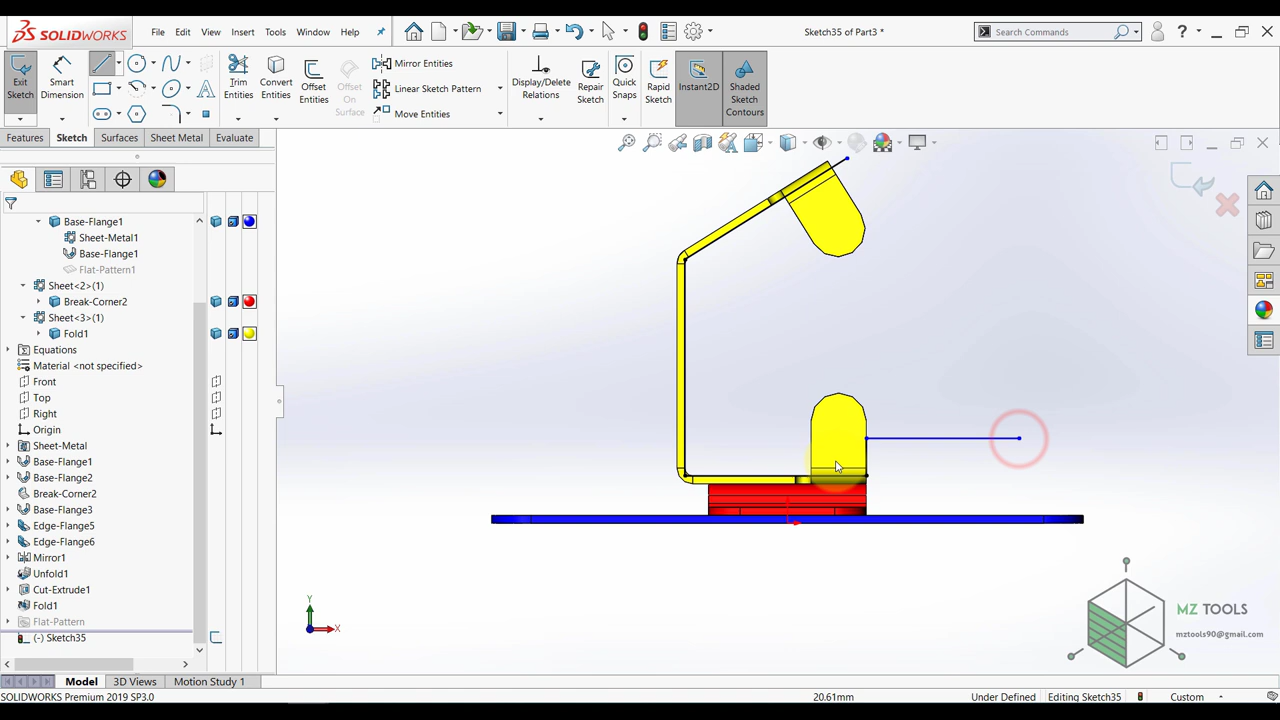 SOLIDWORKS
File Edit View Insert Tools Window Help
Sketch35 of Part3 *
Search Commands
Exit Sketch
Smart Dimension
Trim Entities
Convert Entities
Offset Entities
Offset On Surface
Mirror Entities
Linear Sketch Pattern
Move Entities
Display/Delete Relations
Repair Sketch
Quick Snaps
Rapid Sketch
Instant2D
Shaded Sketch Contours
Features Sketch Surfaces Sheet Metal Evaluate
Base-Flange1
Sheet-Metal1
Base-Flange1
Flat-Pattern1
Sheet<2>(1)
Break-Corner2
Sheet<3>(1)
Fold1
Equations
Material <not specified>
Front
Top
Right
Origin
Sheet-Metal
Base-Flange1
Base-Flange2
Break-Corner2
Base-Flange3
Edge-Flange5
Edge-Flange6
Mirror1
Unfold1
Cut-Extrude1
Fold1
Flat-Pattern
(-) Sketch35
Y
X
MZ TOOLS
mztools90@gmail.com
Model 3D Views Motion Study 1
SOLIDWORKS Premium 2019 SP3.0
20.61mm Under Defined Editing Sketch35 Custom